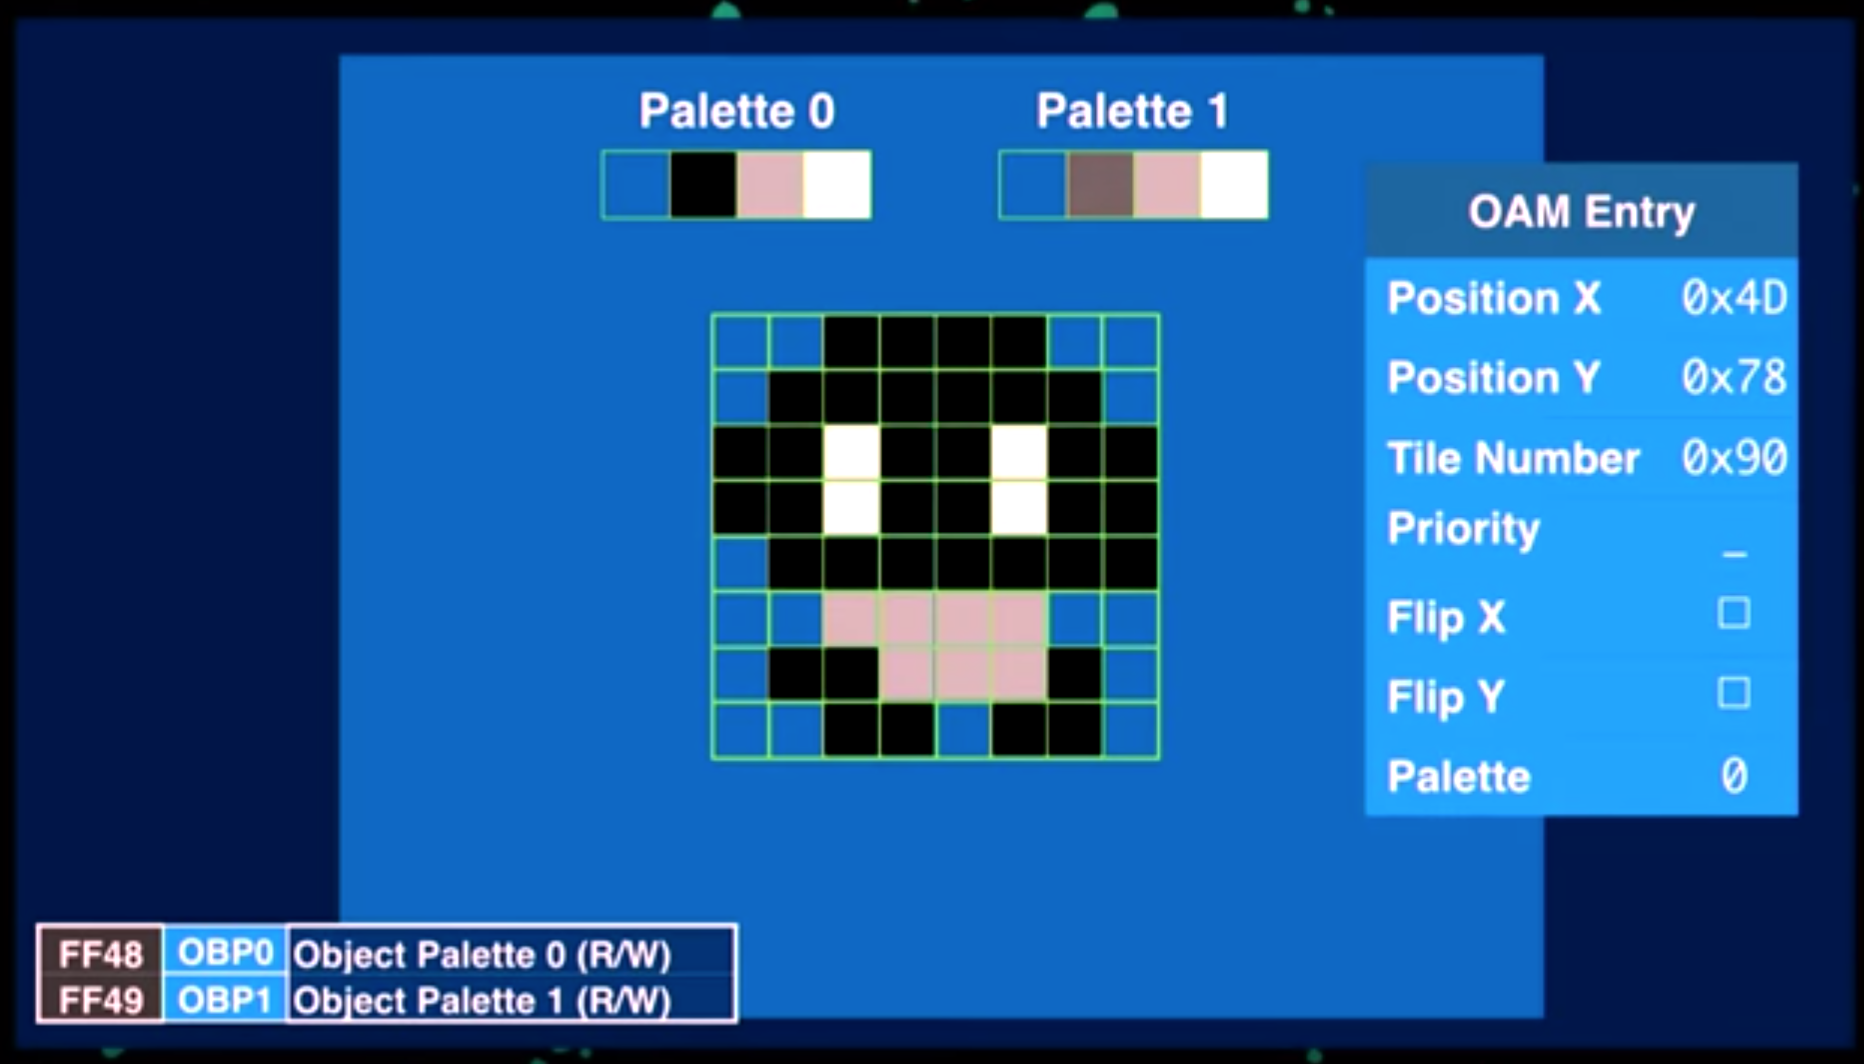 Palette 0
Palette 1
OAM Entry
Position X 0x4D
Position Y 0x78
Tile Number 0x90
Priority _
Flip X □
Flip Y □
Palette 0
FF48 OBP0 Object Palette 0 (R/W)
FF49 OBP1 Object Palette 1 (R/W)